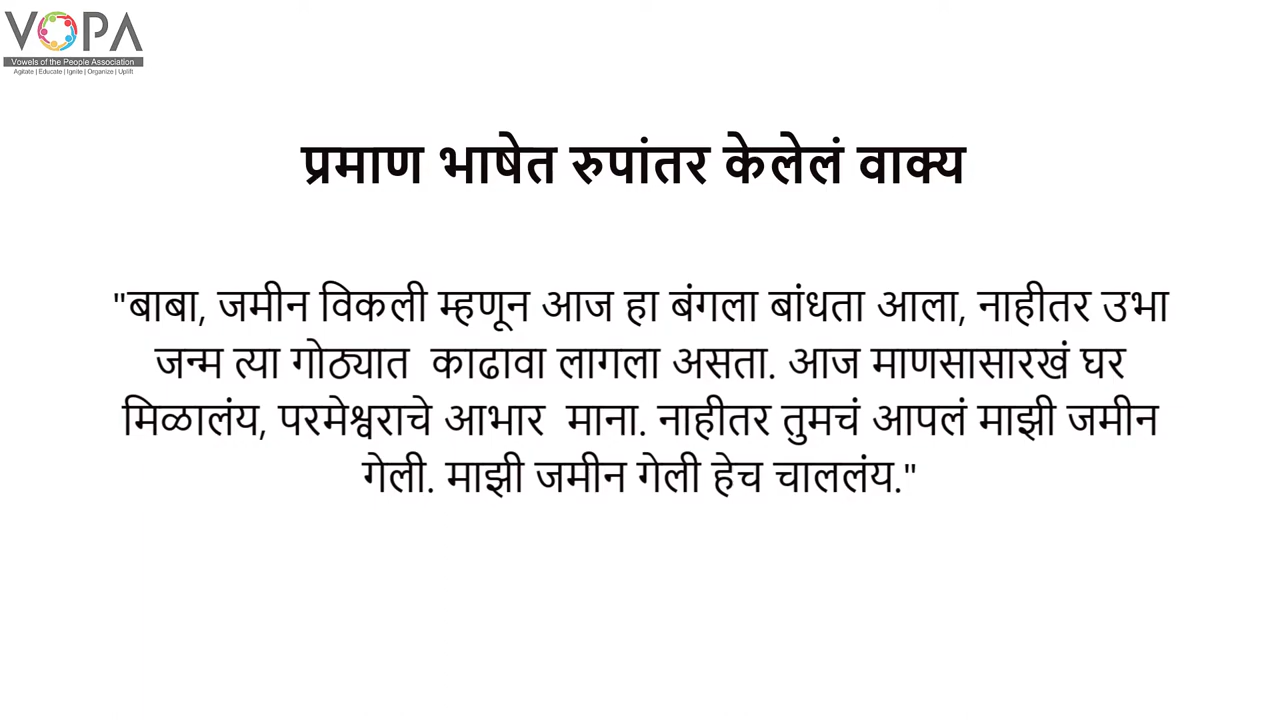 VOPA
Vowels of the People Association
Agitate | Educate | Ignite | Organize | Uplift
प्रमाण भाषेत रुपांतर केलेलं वाक्य
"बाबा, जमीन विकली म्हणून आज हा बंगला बांधता आला, नाहीतर उभा
जन्म त्या गोठ्यात काढावा लागला असता. आज माणसासारखं घर
मिळालंय, परमेश्वराचे आभार माना. नाहीतर तुमचं आपलं माझी जमीन
गेली. माझी जमीन गेली हेच चाललंय."